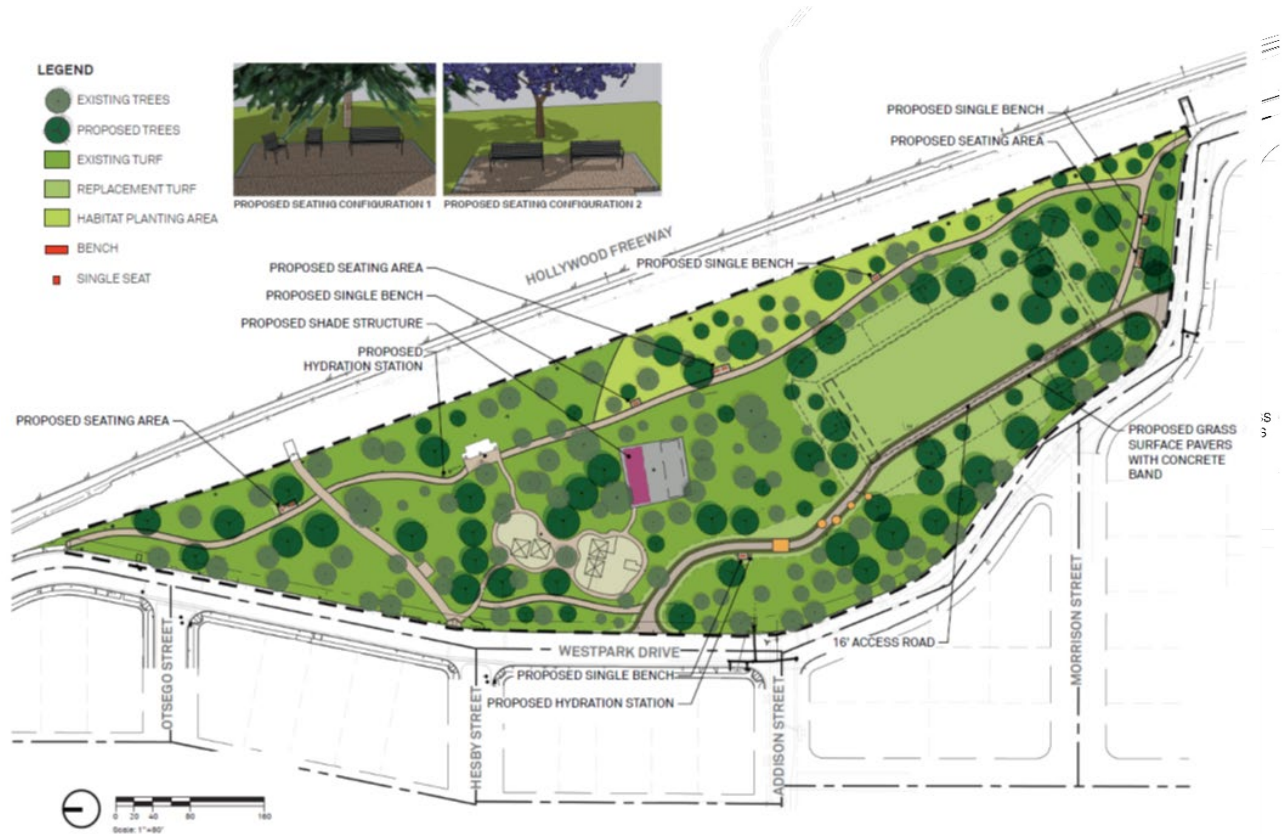 LEGEND
EXISTING TREES
PROPOSED TREES
EXISTING TURF
REPLACEMENT TURF
HABITAT PLANTING AREA
BENCH
SINGLE SEAT
PROPOSED SEATING CONFIGURATION 1
PROPOSED SEATING CONFIGURATION 2
HOLLYWOOD FREEWAY
PROPOSED SINGLE BENCH
PROPOSED SEATING AREA
PROPOSED SINGLE BENCH
PROPOSED SEATING AREA
PROPOSED SINGLE BENCH
PROPOSED SHADE STRUCTURE
PROPOSED
HYDRATION STATION
PROPOSED SEATING AREA
PROPOSED GRASS
SURFACE PAVERS
WITH CONCRETE
BAND
16' ACCESS ROAD
WESTPARK DRIVE
PROPOSED SINGLE BENCH
PROPOSED HYDRATION STATION
OTSEGO STREET
HESBY STREET
ADDISON STREET
MORRISON STREET
0 20 40 80 160
Scale: 1"=80'